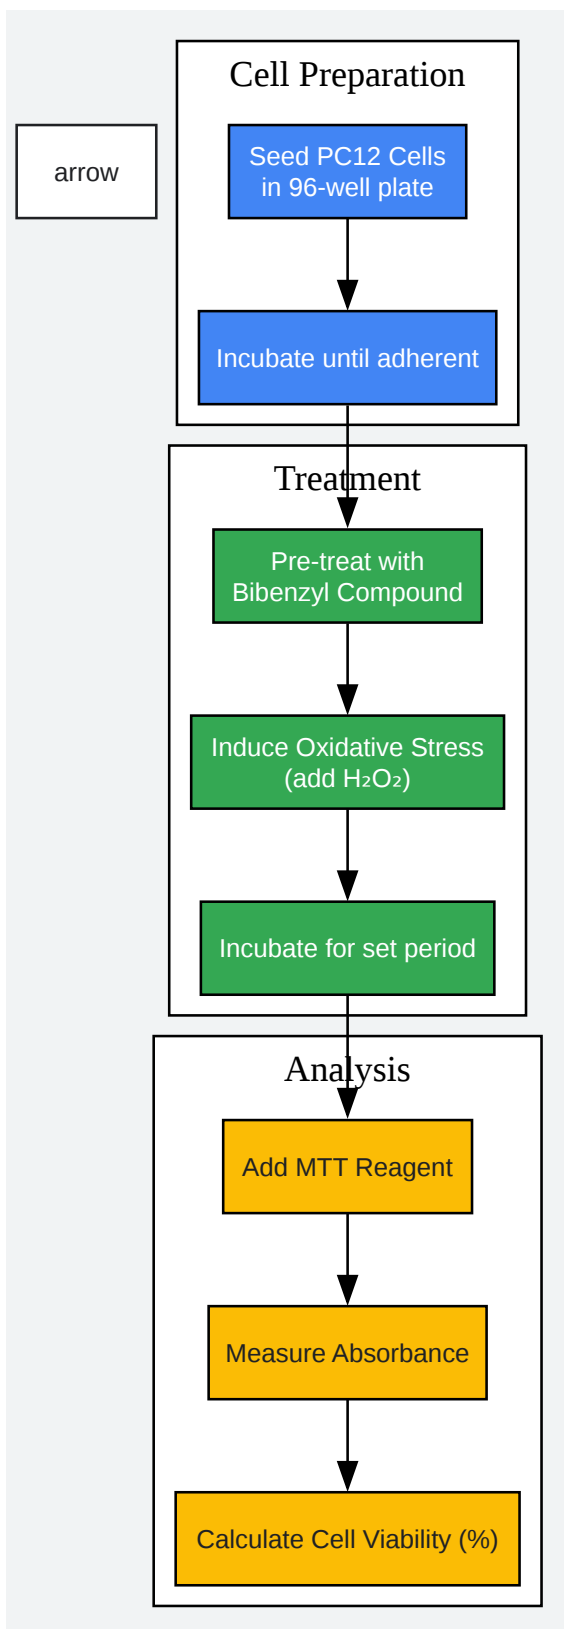 Cell Preparation
arrow
Seed PC12 Cells
in 96-well plate
Incubate until adherent
Treatment
Pre-treat with
Bibenzyl Compound
Induce Oxidative Stress
(add H₂O₂)
Incubate for set period
Analysis
Add MTT Reagent
Measure Absorbance
Calculate Cell Viability (%)